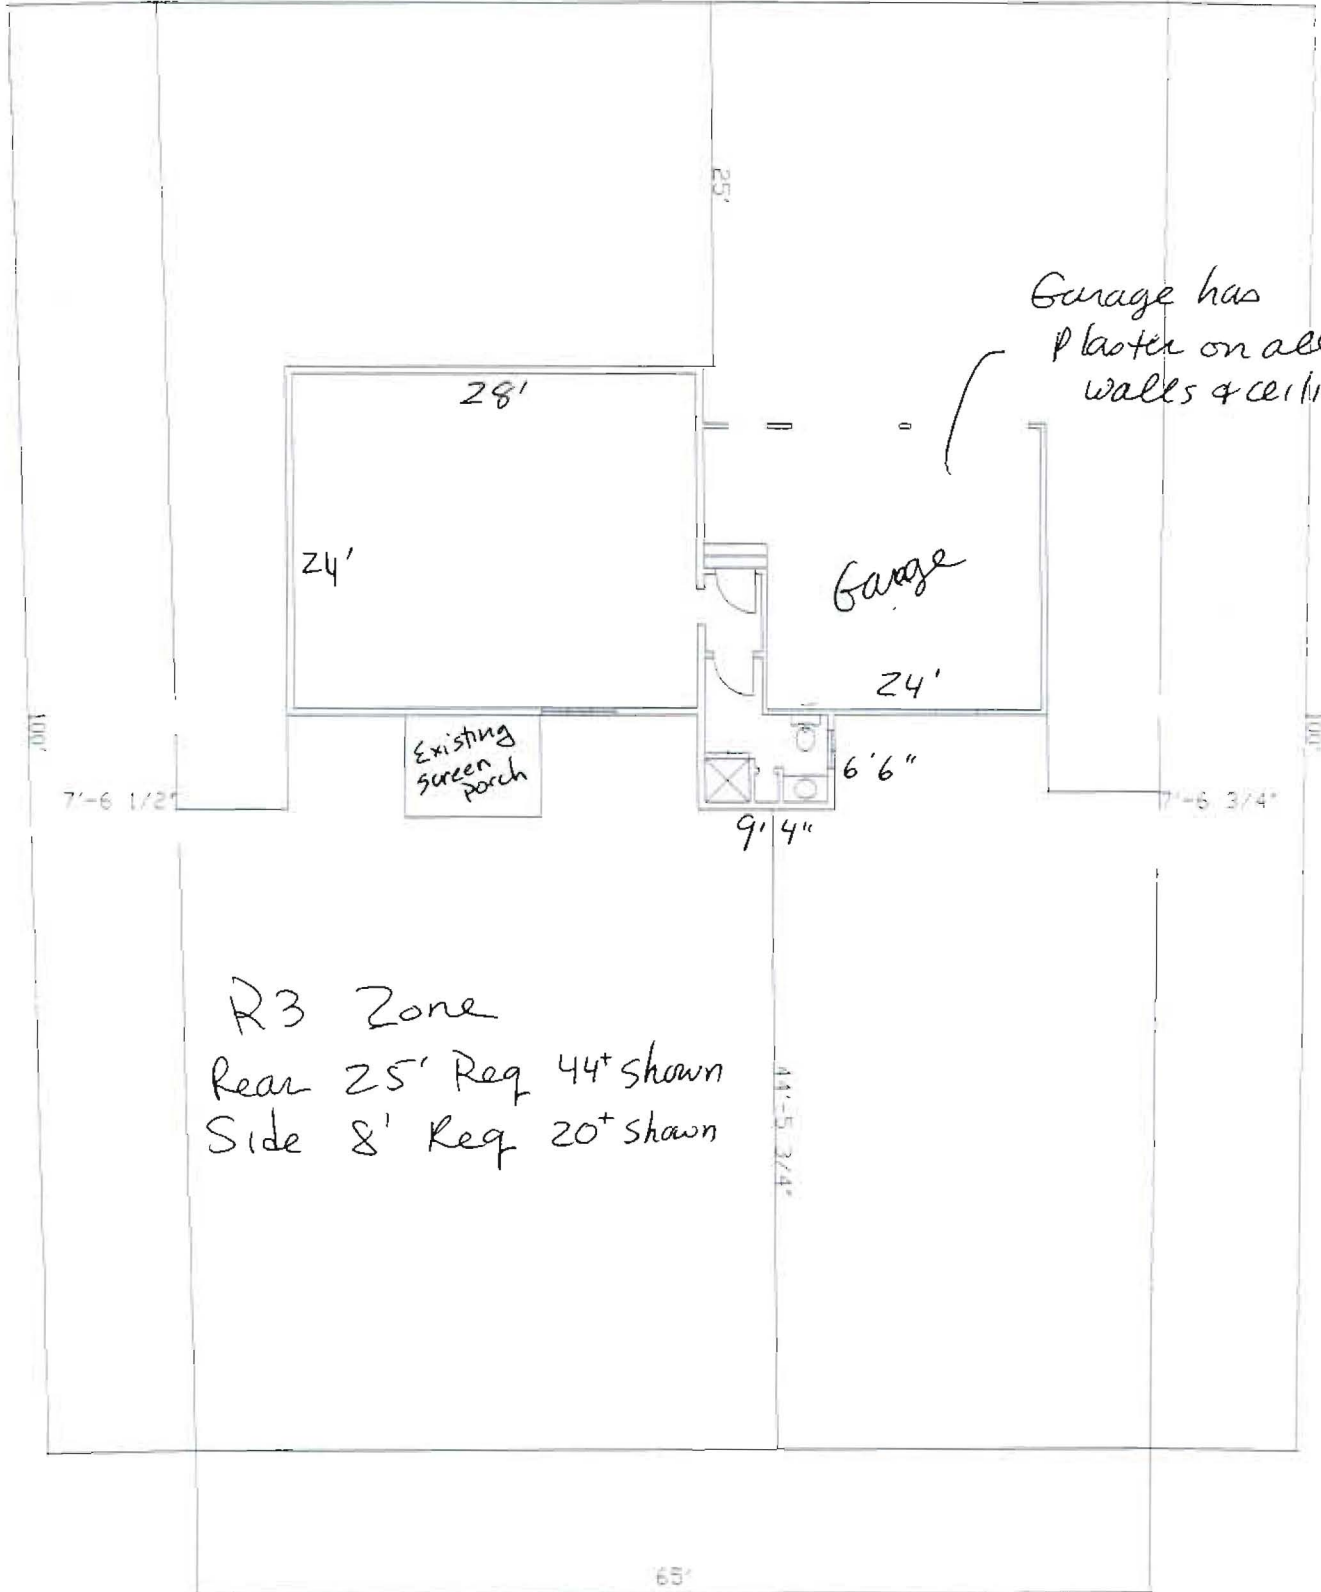 25'
Garage has
Plaster on all
walls & ceili
28'
24'
Garage
24'
100'
100'
Existing
screen
porch
6'6"
7'-6 1/2"
7'-6 3/4"
9'4"
R3 Zone
Rear 25' Req 44+ shown
Side 8' Req 20+ shown
44'-5 3/4"
65'